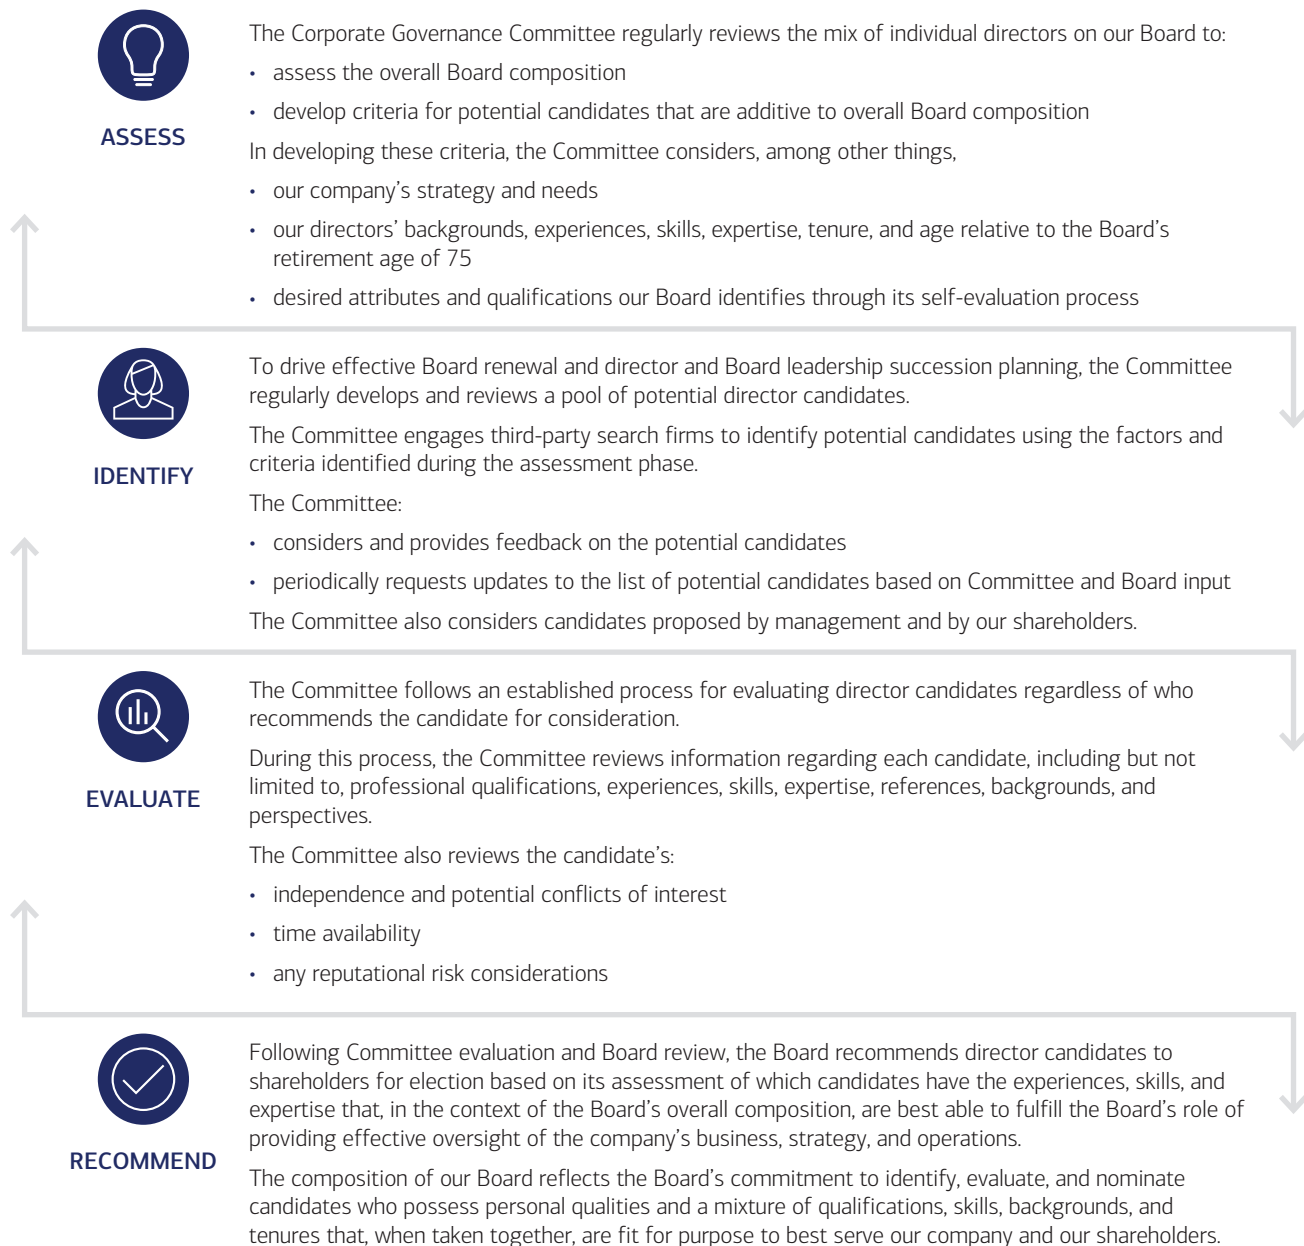 The Corporate Governance Committee regularly reviews the mix of individual directors on our Board to:
• assess the overall Board composition
• develop criteria for potential candidates that are additive to overall Board composition
ASSESS
In developing these criteria, the Committee considers, among other things,
• our company’s strategy and needs
• our directors’ backgrounds, experiences, skills, expertise, tenure, and age relative to the Board’s
retirement age of 75
• desired attributes and qualifications our Board identifies through its self-evaluation process
To drive effective Board renewal and director and Board leadership succession planning, the Committee
regularly develops and reviews a pool of potential director candidates.
The Committee engages third-party search firms to identify potential candidates using the factors and
criteria identified during the assessment phase.
IDENTIFY
The Committee:
• considers and provides feedback on the potential candidates
• periodically requests updates to the list of potential candidates based on Committee and Board input
The Committee also considers candidates proposed by management and by our shareholders.
The Committee follows an established process for evaluating director candidates regardless of who
recommends the candidate for consideration.
During this process, the Committee reviews information regarding each candidate, including but not
limited to, professional qualifications, experiences, skills, expertise, references, backgrounds, and
perspectives.
EVALUATE
The Committee also reviews the candidate’s:
• independence and potential conflicts of interest
• time availability
• any reputational risk considerations
Following Committee evaluation and Board review, the Board recommends director candidates to
shareholders for election based on its assessment of which candidates have the experiences, skills, and
expertise that, in the context of the Board’s overall composition, are best able to fulfill the Board’s role of
providing effective oversight of the company’s business, strategy, and operations.
RECOMMEND
The composition of our Board reflects the Board’s commitment to identify, evaluate, and nominate
candidates who possess personal qualities and a mixture of qualifications, skills, backgrounds, and
tenures that, when taken together, are fit for purpose to best serve our company and our shareholders.